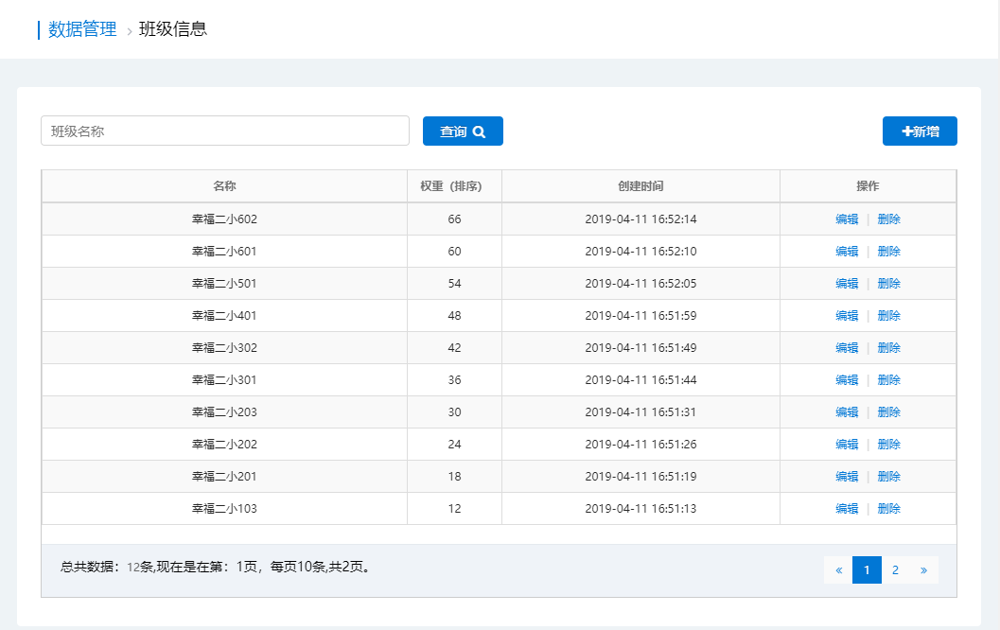 数据管理 > 班级信息
班级名称 查询 新增
名称 权重（排序） 创建时间 操作
幸福二小602 66 2019-04-11 16:52:14 编辑 | 删除
幸福二小601 60 2019-04-11 16:52:10 编辑 | 删除
幸福二小501 54 2019-04-11 16:52:05 编辑 | 删除
幸福二小401 48 2019-04-11 16:51:59 编辑 | 删除
幸福二小302 42 2019-04-11 16:51:49 编辑 | 删除
幸福二小301 36 2019-04-11 16:51:44 编辑 | 删除
幸福二小203 30 2019-04-11 16:51:31 编辑 | 删除
幸福二小202 24 2019-04-11 16:51:26 编辑 | 删除
幸福二小201 18 2019-04-11 16:51:19 编辑 | 删除
幸福二小103 12 2019-04-11 16:51:13 编辑 | 删除
总共数据：12条,现在是在第：1页，每页10条,共2页。 « 1 2 »